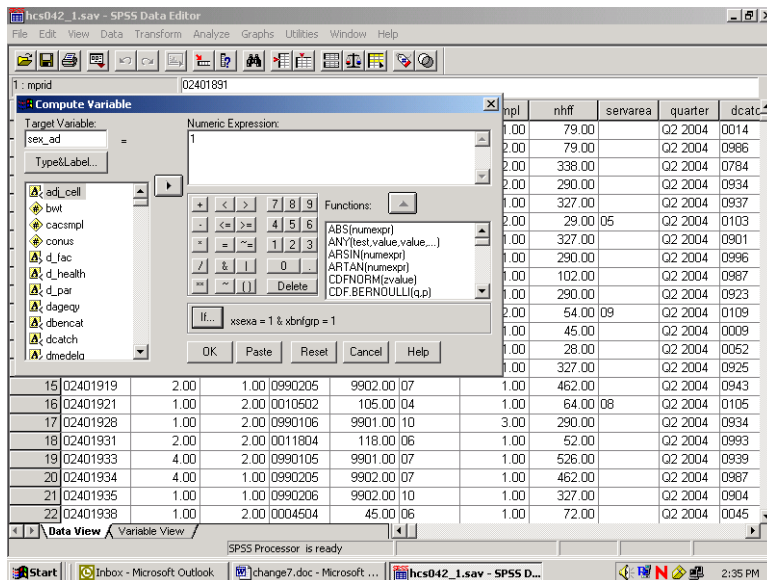 hcs042_1.sav - SPSS Data Editor
File Edit View Data Transform Analyze Graphs Utilities Window Help
1 : mprid 02401891
Compute Variable
Target Variable: Numeric Expression:
sex_ad = 1
Type&Label...
adj_cell
bwt
cacsmpl
conus
d_fac
d_health
d_par
dageqy
dbencat
dcatch
dmedela
+ < > 7 8 9
- <= >= 4 5 6
* = ~= 1 2 3
/ & | 0 .
** ~ () Delete
Functions:
ABS(numexpr)
ANY(test,value,value,...)
ARSIN(numexpr)
ARTAN(numexpr)
CDFNORM(zvalue)
CDF.BERNOULLI(q,p)
If... xsexa = 1 & xbnfgrp = 1
OK Paste Reset Cancel Help
mpl nhff servarea quarter dcatc
1.00 79.00 Q2 2004 0014
2.00 79.00 Q2 2004 0986
2.00 338.00 Q2 2004 0784
2.00 290.00 Q2 2004 0934
1.00 327.00 Q2 2004 0937
2.00 29.00 05 Q2 2004 0103
1.00 327.00 Q2 2004 0901
1.00 290.00 Q2 2004 0996
1.00 102.00 Q2 2004 0987
1.00 290.00 Q2 2004 0923
2.00 54.00 09 Q2 2004 0109
1.00 45.00 Q2 2004 0009
1.00 28.00 Q2 2004 0052
1.00 327.00 Q2 2004 0925
15 02401919 2.00 1.00 0990205 9902.00 07 1.00 462.00 Q2 2004 0943
16 02401921 1.00 2.00 0010502 105.00 04 1.00 64.00 08 Q2 2004 0105
17 02401928 1.00 2.00 0990106 9901.00 10 3.00 290.00 Q2 2004 0934
18 02401931 2.00 2.00 0011804 118.00 06 1.00 52.00 Q2 2004 0993
19 02401933 4.00 2.00 0990105 9901.00 07 1.00 526.00 Q2 2004 0939
20 02401934 4.00 1.00 0990205 9902.00 07 1.00 462.00 Q2 2004 0987
21 02401935 1.00 1.00 0990206 9902.00 10 1.00 327.00 Q2 2004 0904
22 02401938 1.00 2.00 0004504 45.00 06 1.00 72.00 Q2 2004 0045
Data View Variable View
SPSS Processor is ready
Start Inbox - Microsoft Outlook change7.doc - Microsoft ... hcs042_1.sav - SPSS D... 2:35 PM